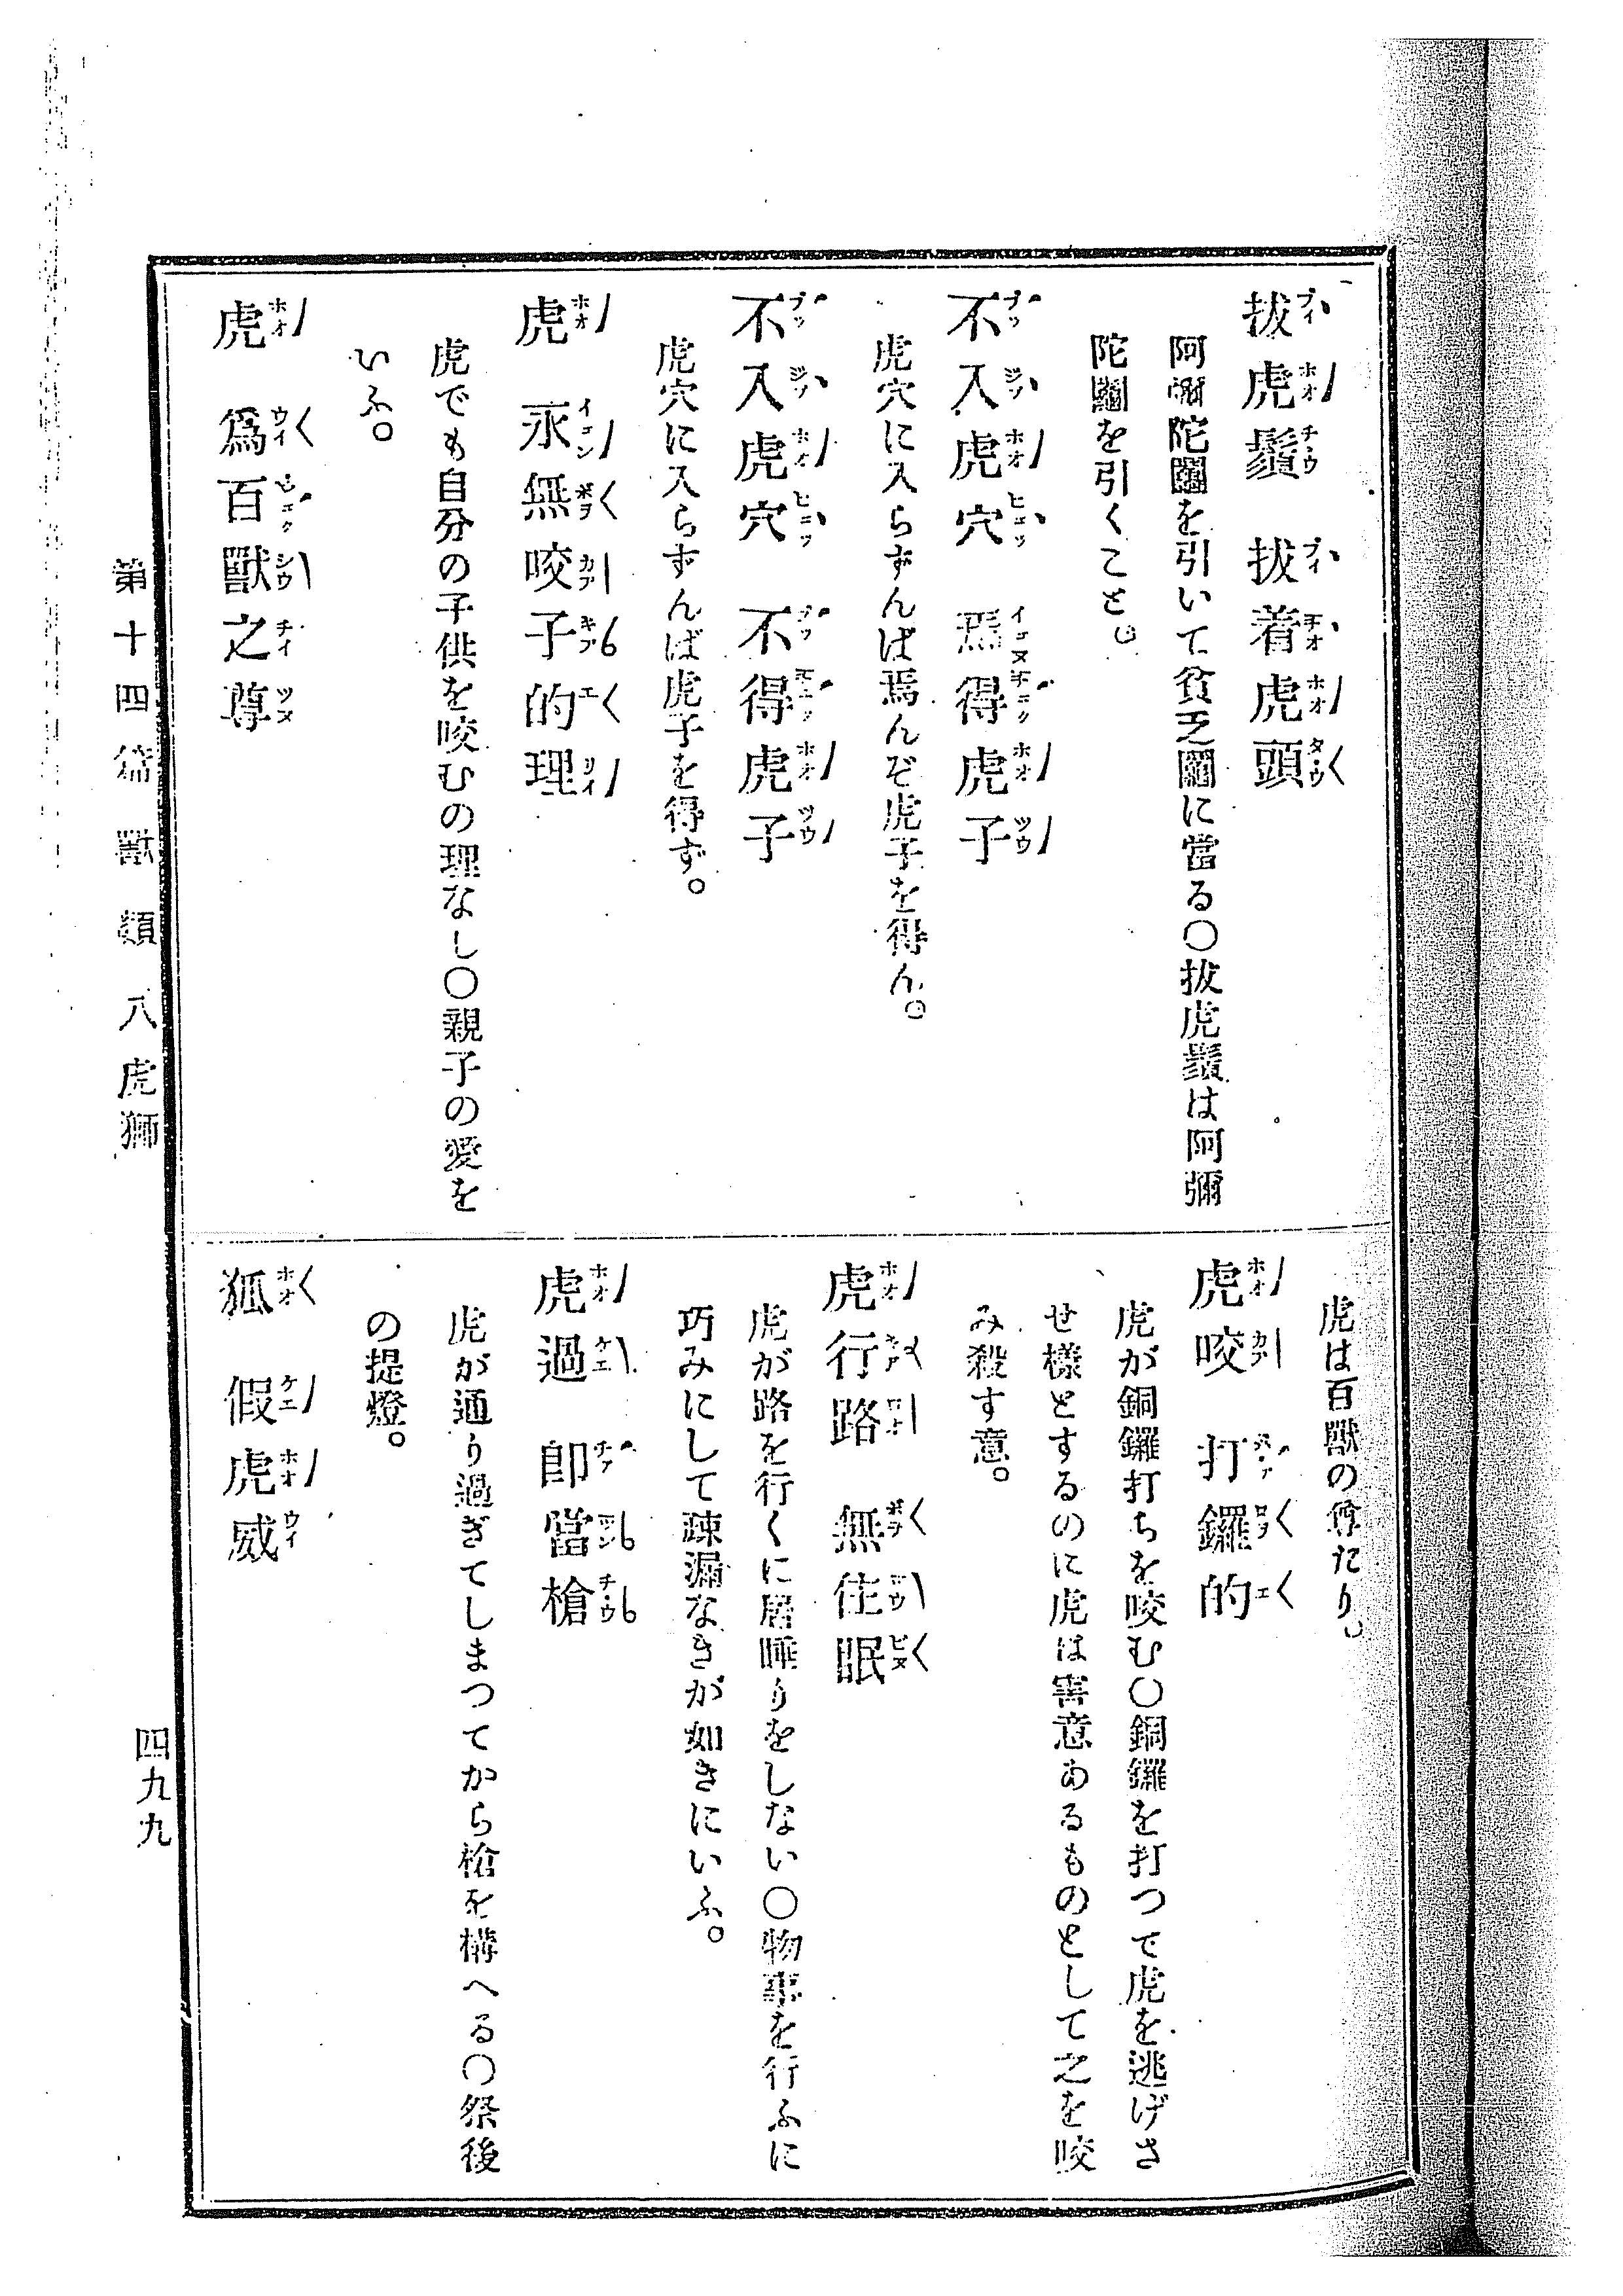 拔虎鬚　拔着虎頭
阿彌陀鬮を引いて貧乏鬮に當る〇拔虎鬚は阿彌
陀鬮を引くこと。
不入虎穴　焉得虎子
虎穴に入らずんば焉んぞ虎子を得ん。
不入虎穴　不得虎子
虎穴に入らずんば虎子を得ず。
虎　永無咬子的理
虎でも自分の子供を咬むの理なし〇親子の愛を
いふ。
虎　爲百獸之尊
虎は百獸の尊たり。
虎咬　打鑼的
虎が銅鑼打ちを咬む〇銅鑼を打つて虎を逃げさ
せ樣とするのに虎は害意あるものとして之を咬
み殺す意。
虎行路　無徃眠
虎が路を行くに居睡りをしない〇物事を行ふに
巧みにして疎漏なきが如きにいふ。
虎過　卽當槍
虎が通り過ぎてしまつてから槍を構へる〇祭後
の提燈。
狐　假虎威
第十四篇　獸類　八虎獅
四九九